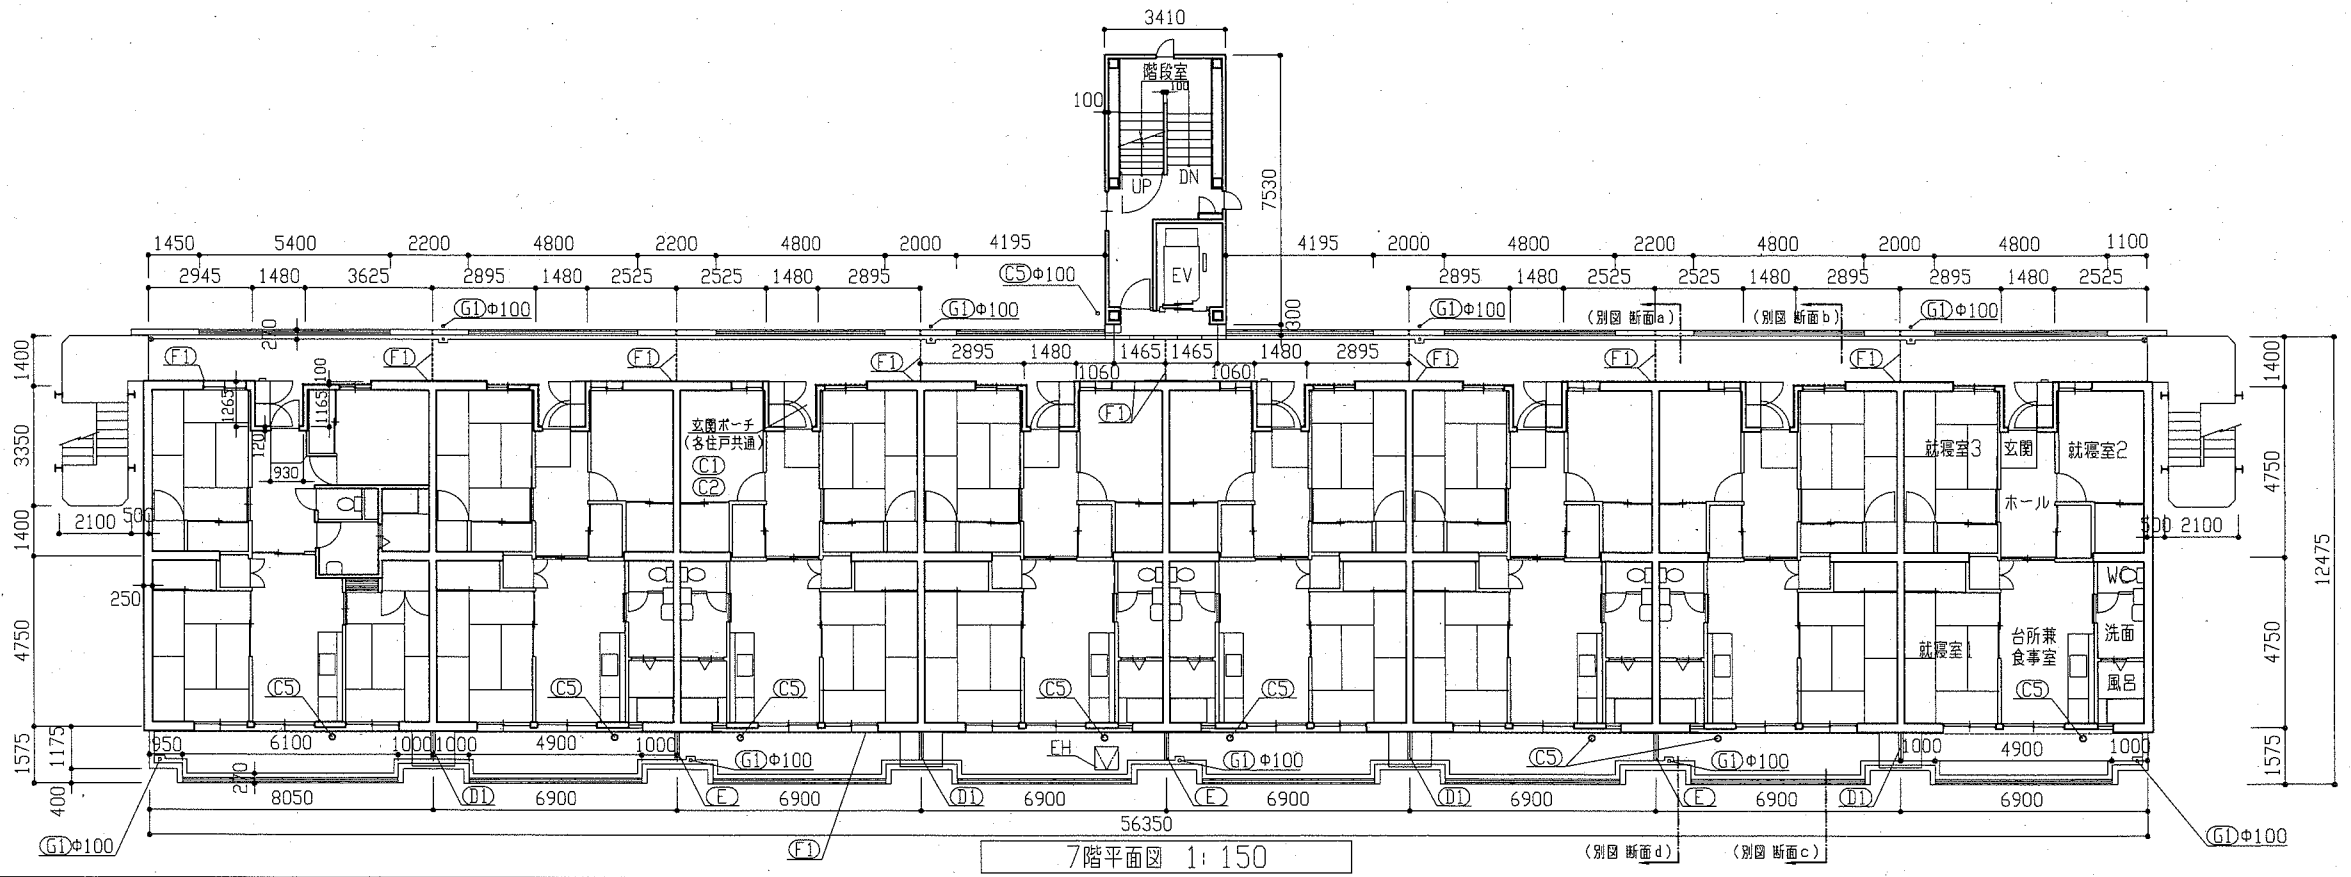 3410
階段室
100
100
UP
DN
7530
1450
5400
2200
4800
2200
4800
2000
4195
4195
2000
4800
2200
4800
2000
4800
1100
2945
1480
3625
2895
1480
2525
2525
1480
2895
C5 Φ100
EV
2895
1480
2525
2525
1480
2895
2895
1480
2525
G1 Φ100
G1 Φ100
300
G1 Φ100
(別図 断面a)
(別図 断面b)
G1 Φ100
270
1400
F1
F1
F1
F1
2895
1480
1465
1465
1480
2895
F1
F1
F1
1400
100
1060
1060
1265
1165
F1
3350
120
930
玄関ポーチ
(各住戸共通)
C1
C2
就寝室3
玄関
就寝室2
4750
ホール
1400
2100
500
500
2100
12475
250
WC
4750
台所兼
食事室
洗面
就寝室1
4750
風呂
C5
C5
C5
C5
C5
C5
1575
1175
950
6100
1000
1000
4900
1000
EH
C5
1000
4900
1000
1575
G1 Φ100
G1 Φ100
G1 Φ100
270
400
8050
D1
6900
E
6900
D1
6900
E
6900
D1
6900
E
6900
D1
6900
56350
G1 Φ100
F1
7階平面図 1:150
(別図 断面d)
(別図 断面c)
G1 Φ100